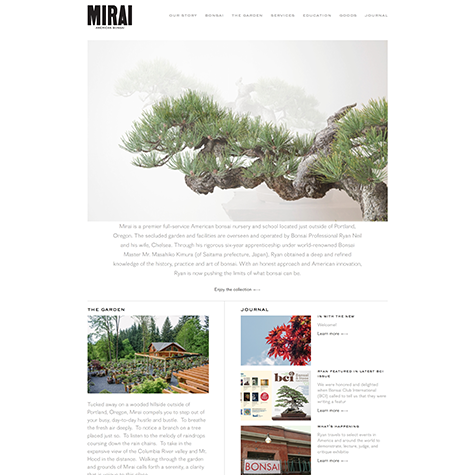 MIRAI
AMERICAN BONSAI
OUR STORY BONSAI THE GARDEN SERVICES EDUCATION GOODS JOURNAL
Mirai is a premier full-service American bonsai nursery and school located just outside of Portland,
Oregon. The secluded garden and facilities are overseen and operated by Bonsai Professional Ryan Neil
and his wife, Chelsea. Through his rigorous six-year apprenticeship under world-renowned Bonsai
Master Mr. Masahiko Kimura (of Saitama prefecture, Japan), Ryan obtained a deep and refined
knowledge of the history, practice and art of bonsai. With an honest approach and American innovation,
Ryan is now pushing the limits of what bonsai can be.
Enjoy the collection
THE GARDEN
Tucked away on a wooded hillside outside of
Portland, Oregon, Mirai compels you to step out of
your busy, day-to-day hustle and bustle. To breathe
the fresh air deeply. To notice a branch on a tree
placed just so. To listen to the melody of raindrops
coursing down the rain chains. To take in the
expansive view of the Columbia River valley and Mt.
Hood in the distance. Walking through the garden
and grounds of Mirai calls forth a serenity, a clarity
JOURNAL
IN WITH THE NEW
Welcome!
Learn more
bci
RYAN FEATURED IN LATEST BCI
ISSUE
We were honored and delighted
when Bonsai Club International
(BCI) called to tell us that they were
writing a featur
Learn more
BONSAI
WHAT'S HAPPENING
Ryan travels to select events in
America and around the world to
demonstrate, lecture, judge, and
critique exhibits
Learn more